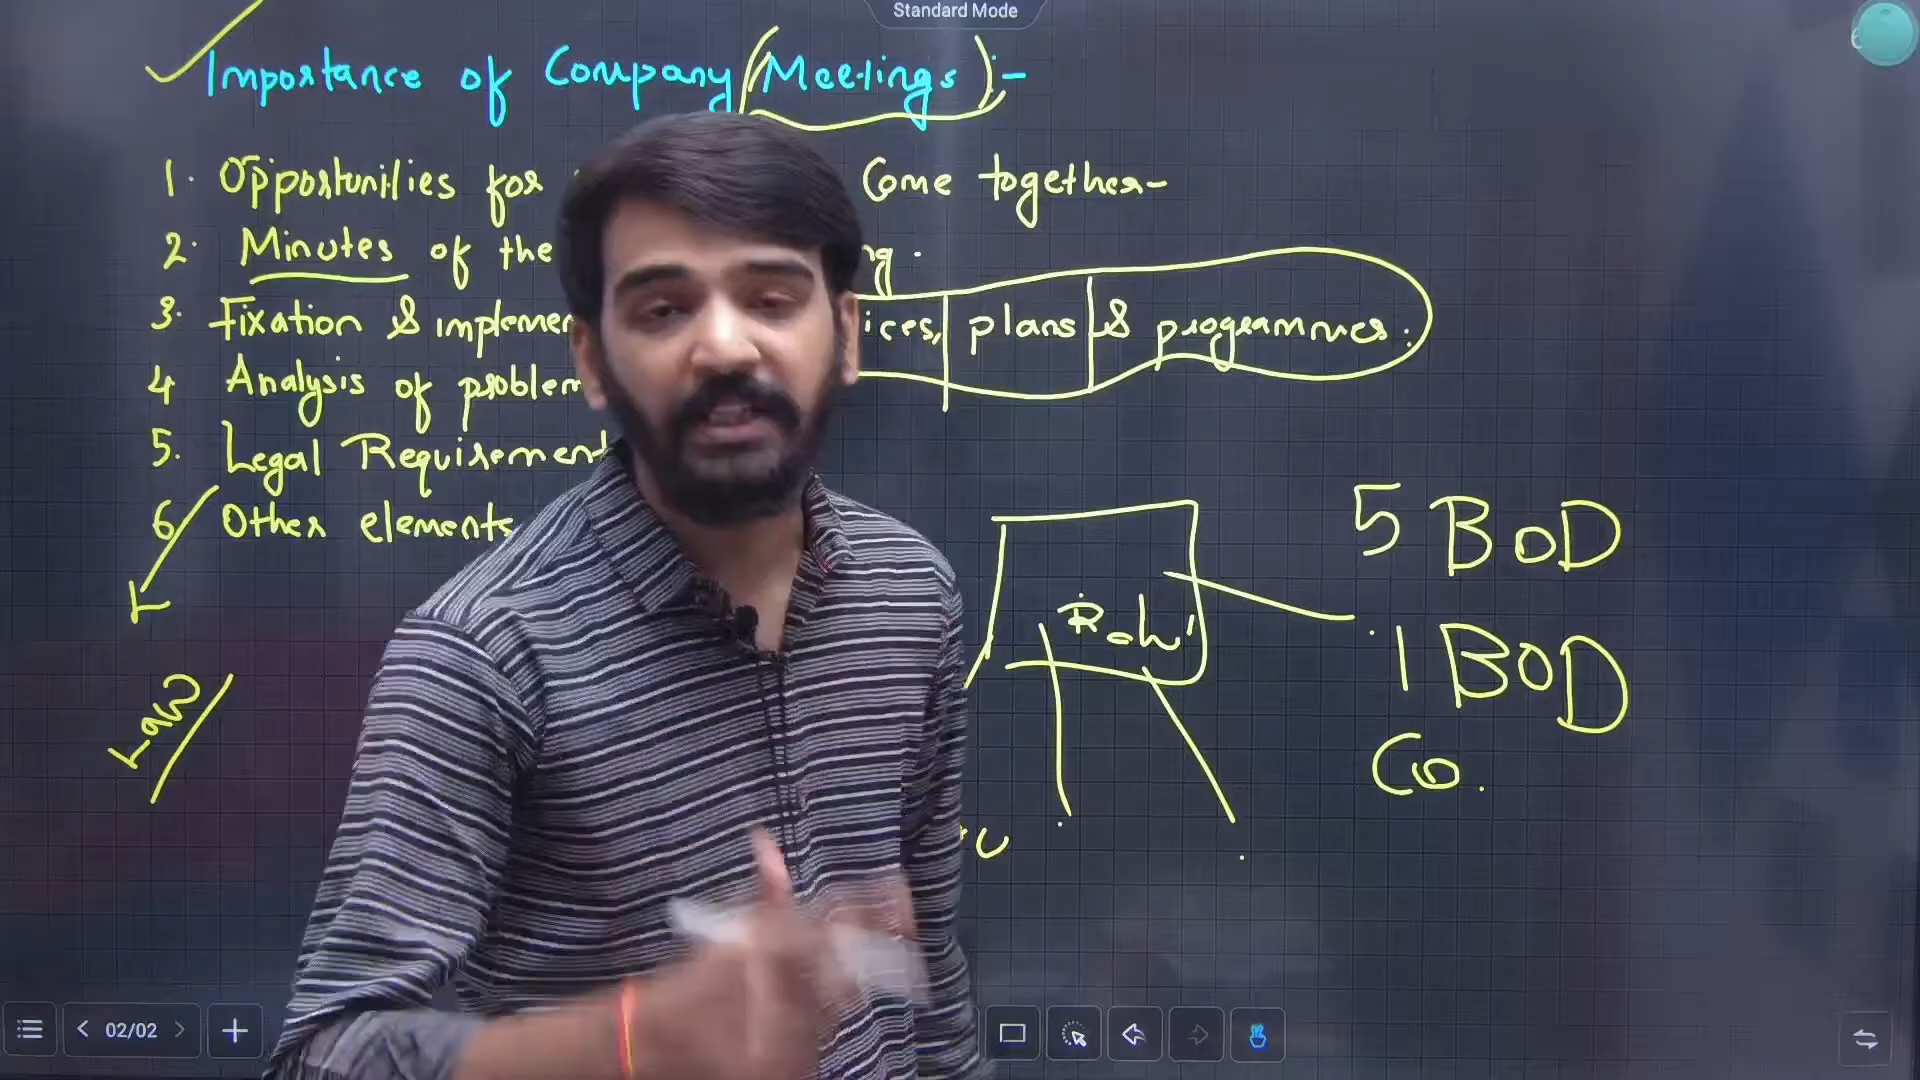 Standard Mode
Importance of Company (Meetings):-
1. Opportunities for Come together-
2. Minutes of the
3. Fixation & implemen ices, plans & programmes.
4 Analysis of problem
5. Legal Requirement
6 Other elements
5 BOD
1 BOD
Co.
Law
02/02